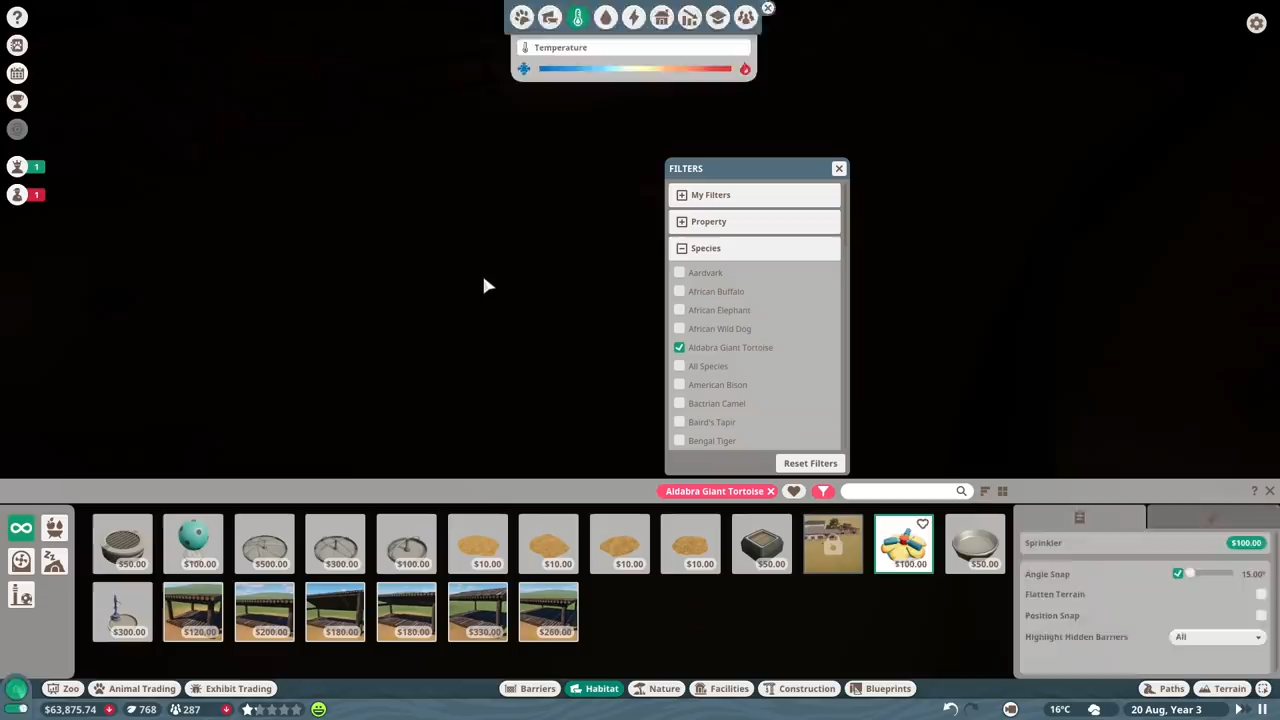 ?
Temperature
1
1
FILTERS
My Filters
Property
Species
Aardvark
African Buffalo
African Elephant
African Wild Dog
Aldabra Giant Tortoise
All Species
American Bison
Bactrian Camel
Baird's Tapir
Bengal Tiger
Reset Filters
Aldabra Giant Tortoise
?
$50.00 $100.00 $500.00 $300.00 $100.00 $10.00 $10.00 $10.00 $10.00 $50.00 $100.00 $50.00
$300.00 $120.00 $200.00 $180.00 $180.00 $330.00 $260.00
Sprinkler $100.00
Angle Snap 15.00°
Flatten Terrain
Position Snap
Highlight Hidden Barriers All
Zoo Animal Trading Exhibit Trading Barriers Habitat Nature Facilities Construction Blueprints Paths Terrain
$63,875.74 768 287 16°C 20 Aug, Year 3